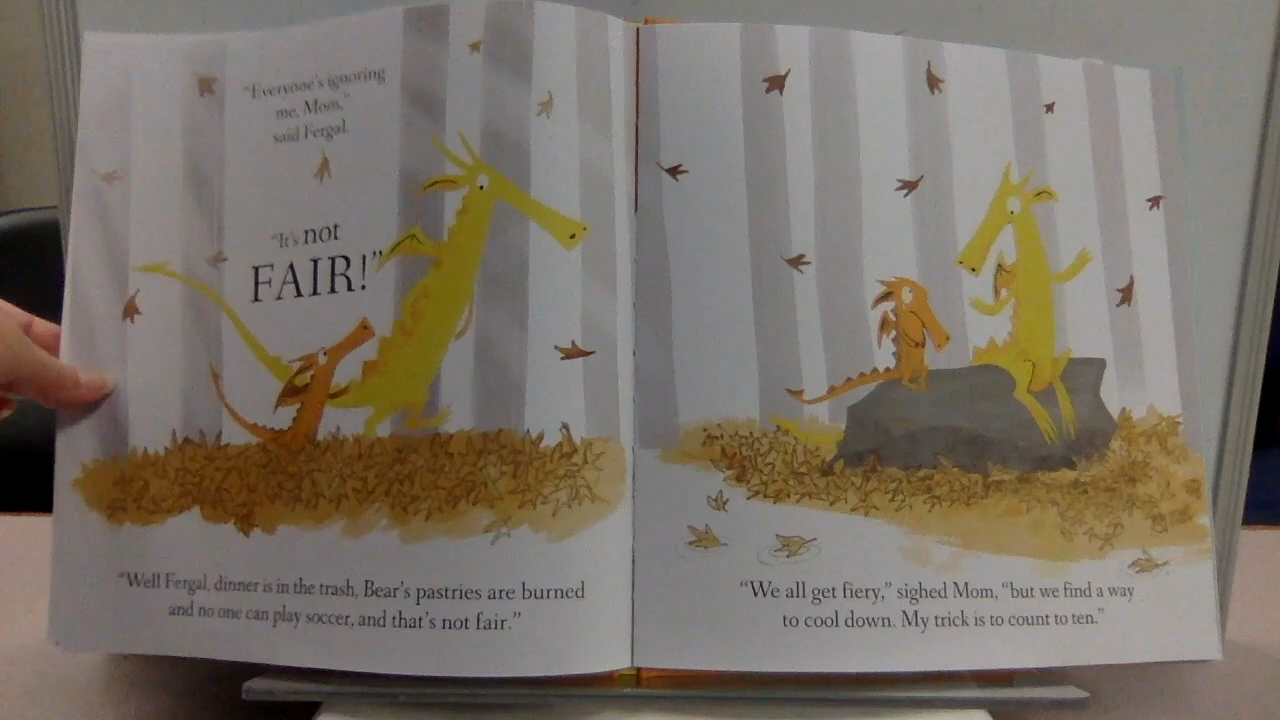 "Everyone's ignoring
me, Mom,"
said Fergal.
"It's not
FAIR!"
"Well Fergal, dinner is in the trash, Bear's pastries are burned
and no one can play soccer, and that's not fair."
"We all get fiery," sighed Mom, "but we find a way
to cool down. My trick is to count to ten."